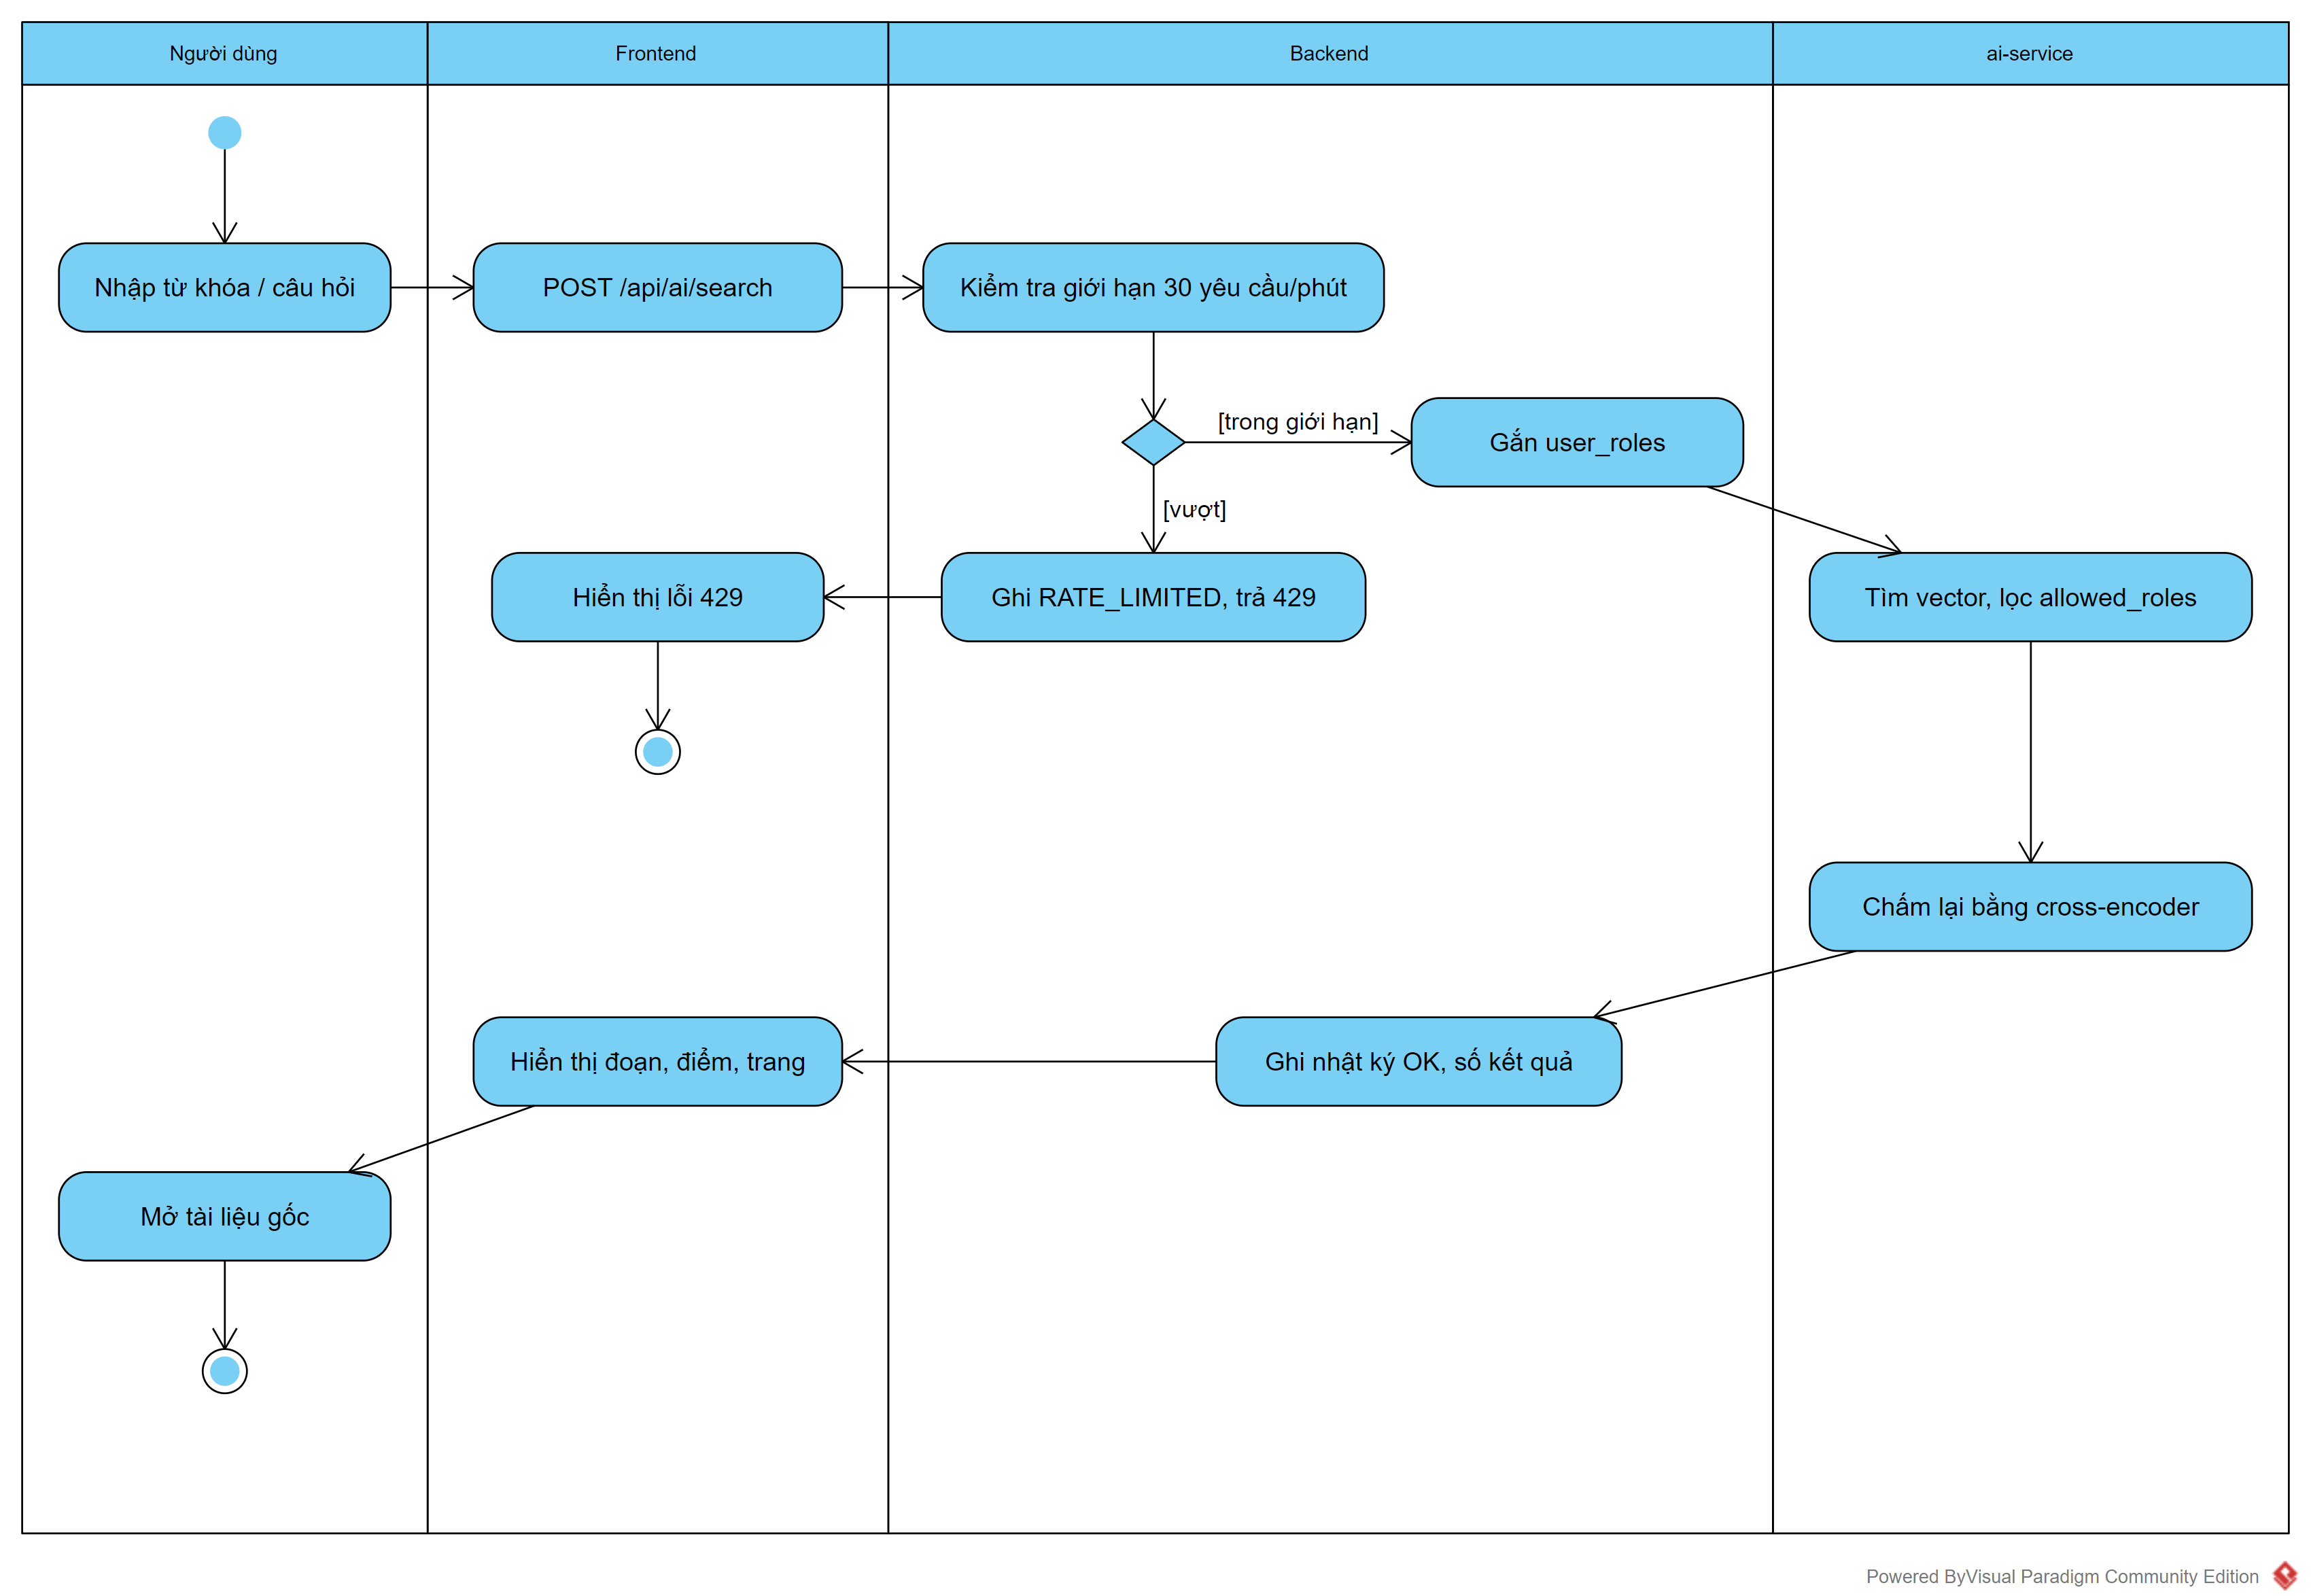 Người dùng
Frontend
Backend
ai-service
Nhập từ khóa / câu hỏi
POST /api/ai/search
Kiểm tra giới hạn 30 yêu cầu/phút
[trong giới hạn]
Gắn user_roles
[vượt]
Hiển thị lỗi 429
Ghi RATE_LIMITED, trả 429
Tìm vector, lọc allowed_roles
Chấm lại bằng cross-encoder
Hiển thị đoạn, điểm, trang
Ghi nhật ký OK, số kết quả
Mở tài liệu gốc
Powered ByVisual Paradigm Community Edition